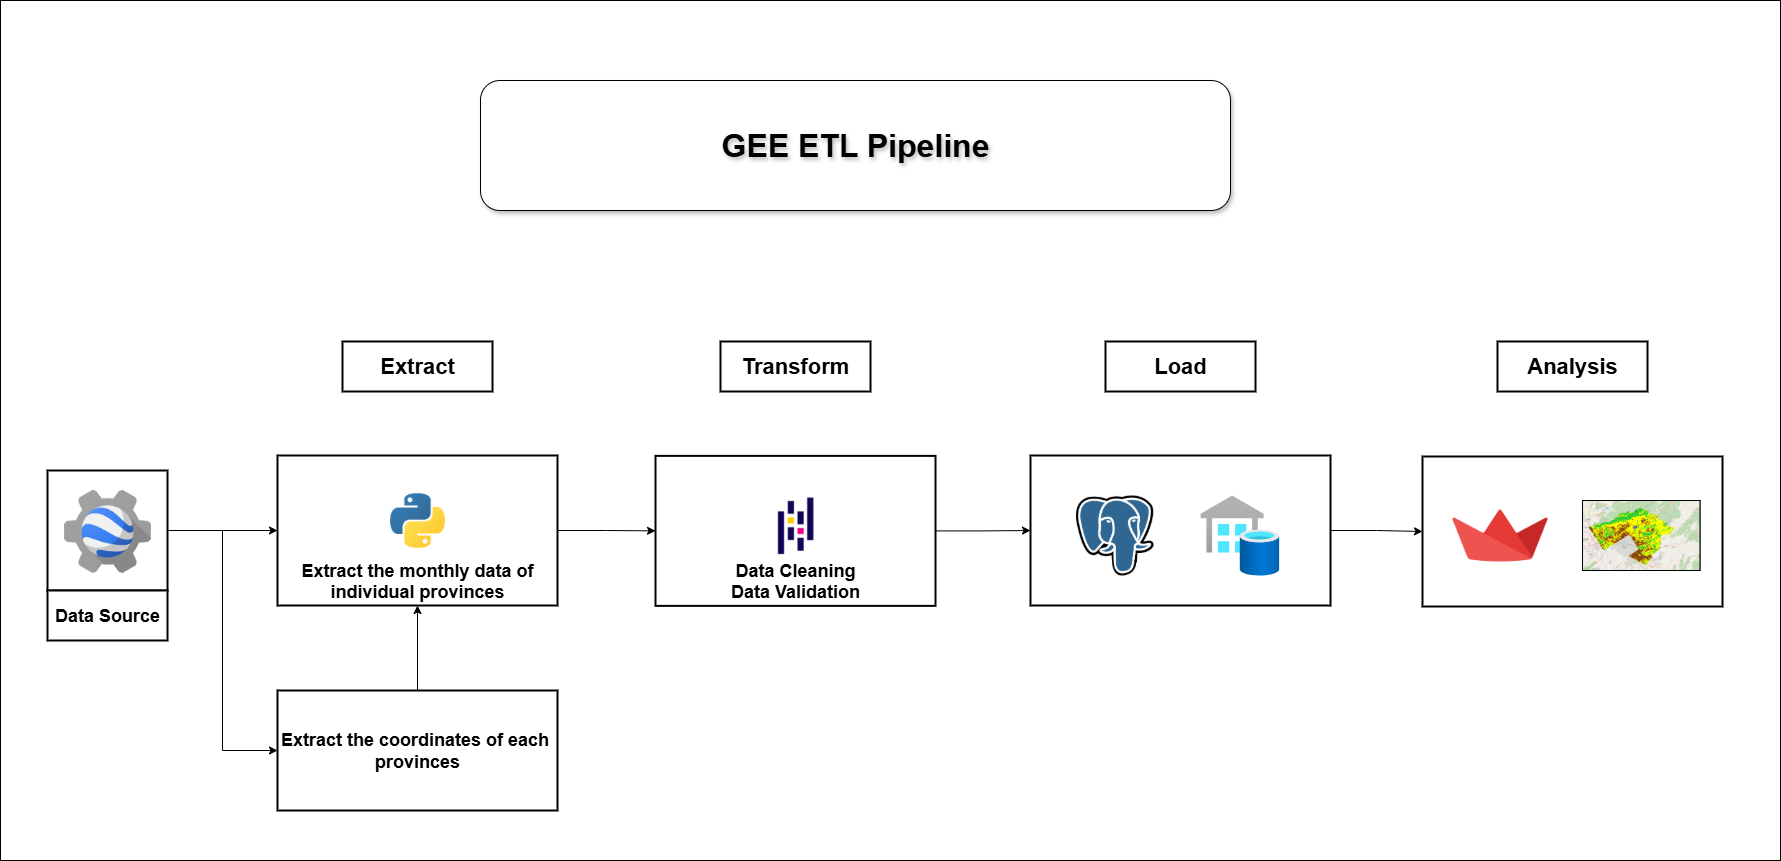 GEE ETL Pipeline
Extract
Transform
Load
Analysis
Data Source
Extract the monthly data of
individual provinces
Data Cleaning
Data Validation
Extract the coordinates of each
provinces